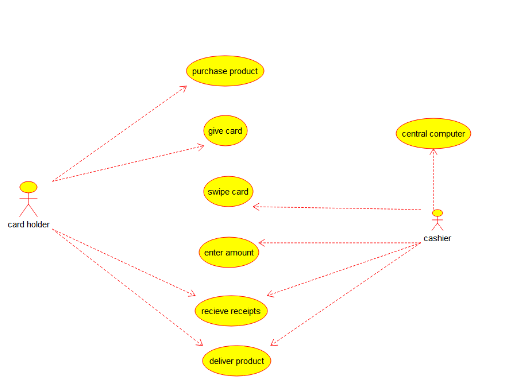 purchase product
give card
central computer
swipe card
card holder
cashier
enter amount
recieve receipts
deliver product